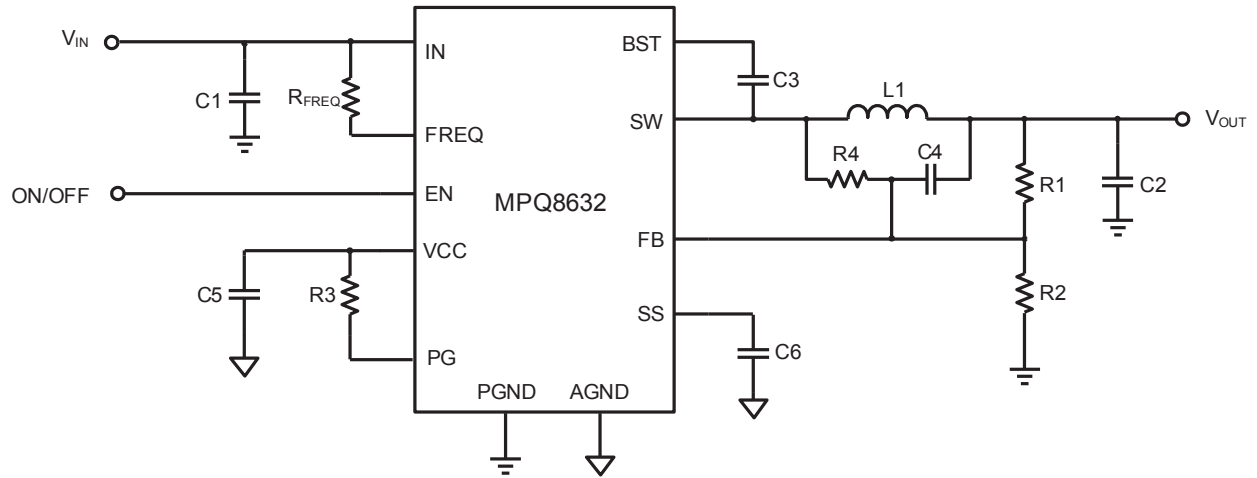 VIN
IN
BST
C1
RFREQ
C3
L1
FREQ
SW
VOUT
R4
C4
ON/OFF
EN
MPQ8632
R1
C2
VCC
FB
C5
R3
R2
SS
C6
PG
PGND
AGND